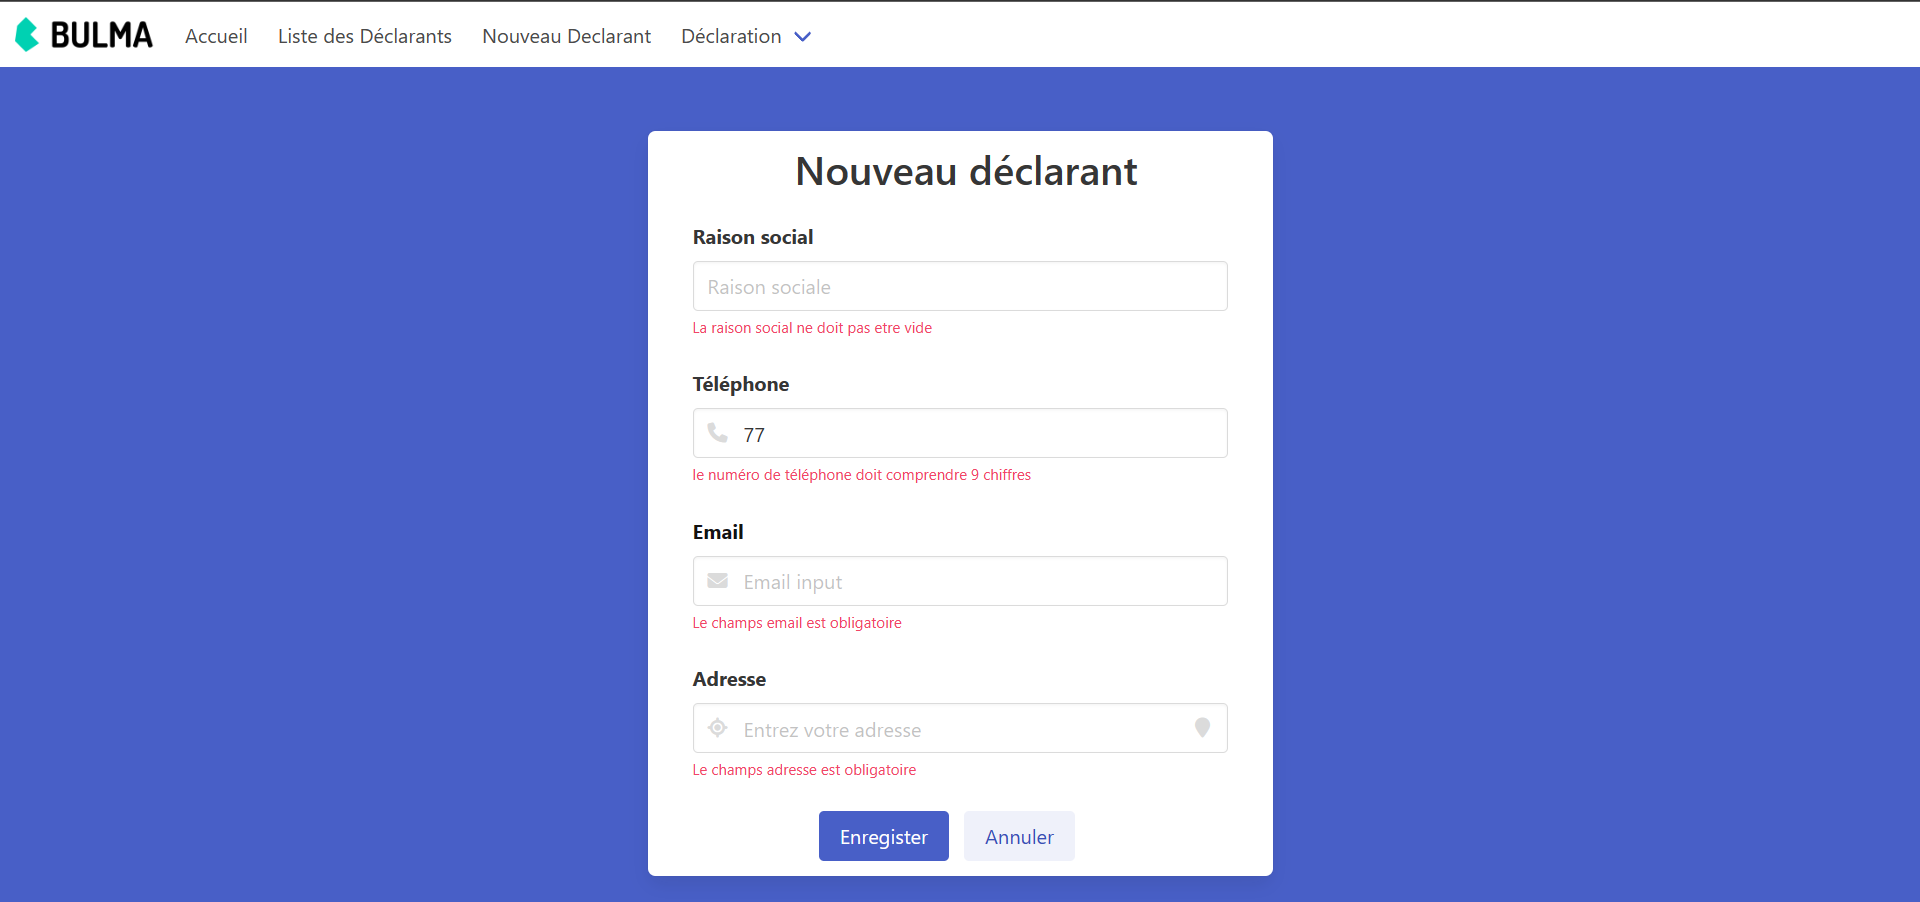 BULMA Accueil Liste des Déclarants Nouveau Declarant Déclaration
Nouveau déclarant
Raison social
Raison sociale
La raison social ne doit pas etre vide
Téléphone
77
le numéro de téléphone doit comprendre 9 chiffres
Email
Email input
Le champs email est obligatoire
Adresse
Entrez votre adresse
Le champs adresse est obligatoire
Enregister Annuler